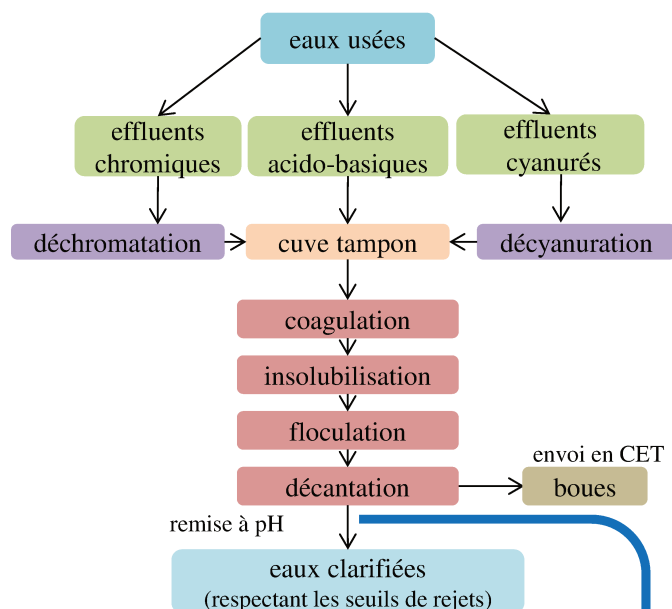 eaux usées
effluents
chromiques
effluents
acido-basiques
effluents
cyanurés
déchromatation
cuve tampon
décyanuration
coagulation
insolubilisation
floculation
envoi en CET
décantation
boues
remise à pH
eaux clarifiées
(respectant les seuils de rejets)